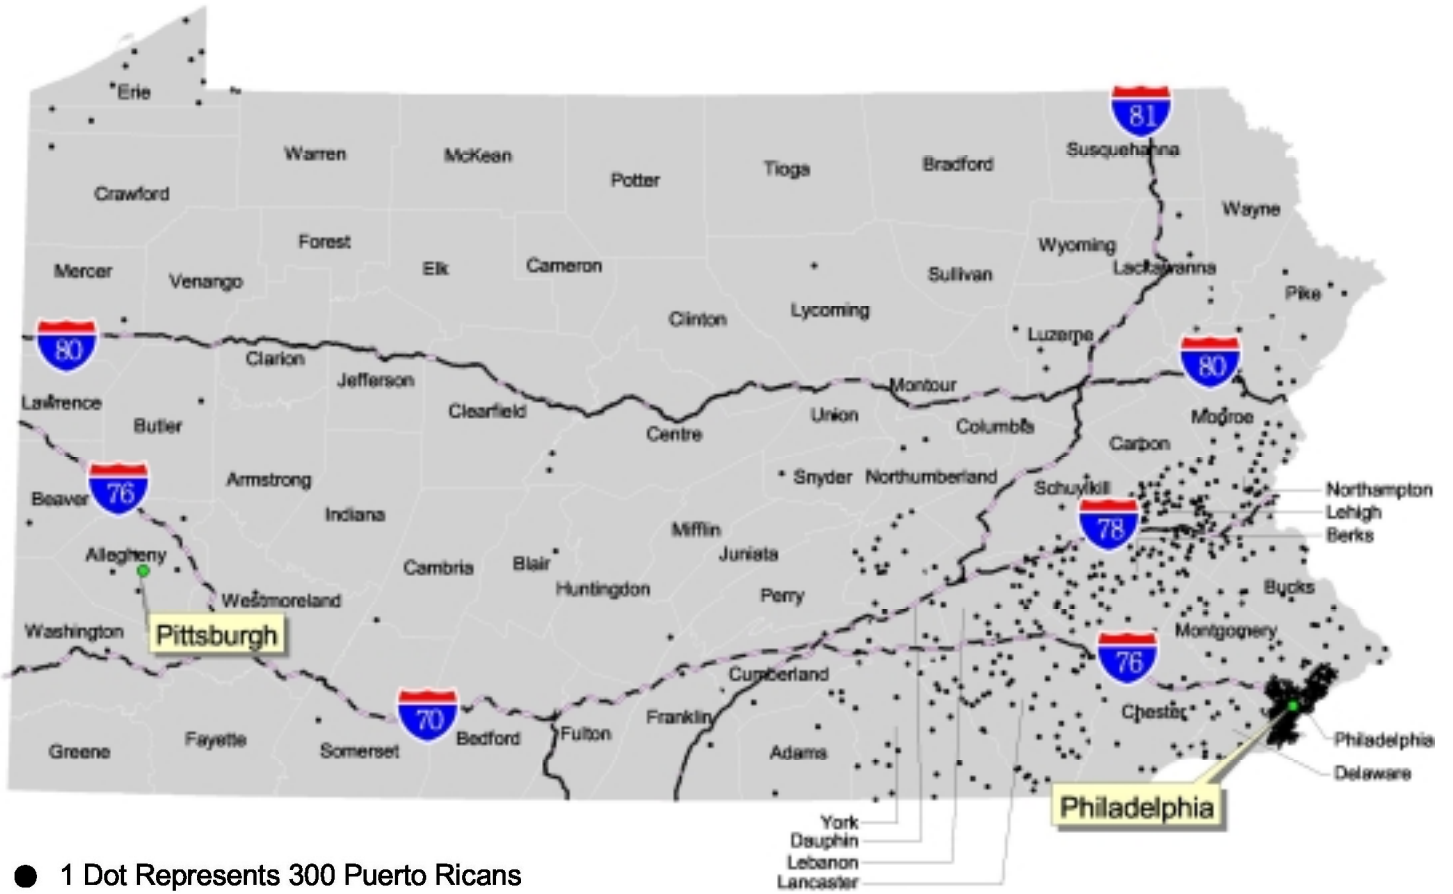 81
Erie
Warren
McKean
Potter
Tioga
Bradford
Susquehanna
Crawford
Wayne
Forest
Elk
Cameron
Sullivan
Wyoming
Lackawanna
Mercer
Venango
Clinton
Lycoming
Pike
Luzerne
80
Clarion
Jefferson
80
Lawrence
Butler
Clearfield
Centre
Union
Montour
Columbia
Monroe
Carbon
76
Beaver
Armstrong
Indiana
Snyder
Northumberland
Schuylkill
78
Northampton
Lehigh
Berks
Allegheny
Cambria
Blair
Mifflin
Juniata
Huntingdon
Perry
Bucks
Westmoreland
Pittsburgh
Washington
Montgomery
76
Cumberland
70
Greene
Fayette
Somerset
Bedford
Fulton
Franklin
Adams
Chester
Philadelphia
Delaware
Philadelphia
York
Dauphin
Lebanon
Lancaster
1 Dot Represents 300 Puerto Ricans